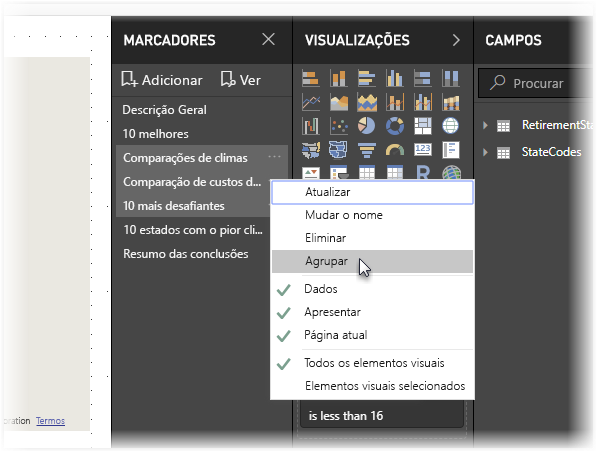 MARCADORES
VISUALIZAÇÕES
CAMPOS
Adicionar
Ver
Procurar
Descrição Geral
10 melhores
Comparações de climas
Comparação de custos d...
10 mais desafiantes
10 estados com o pior cli...
Resumo das conclusões
123
R
RetirementSta
StateCodes
Atualizar
Mudar o nome
Eliminar
Agrupar
Dados
Apresentar
Página atual
Todos os elementos visuais
Elementos visuais selecionados
is less than 16
oration Termos